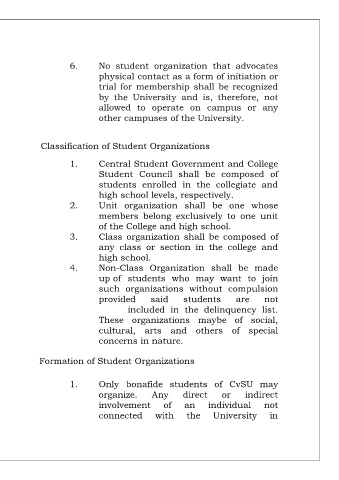 6. No student organization that advocates
physical contact as a form of initiation or
trial for membership shall be recognized
by the University and is, therefore, not
allowed to operate on campus or any
other campuses of the University.
Classification of Student Organizations
1. Central Student Government and College
Student Council shall be composed of
students enrolled in the collegiate and
high school levels, respectively.
2. Unit organization shall be one whose
members belong exclusively to one unit
of the College and high school.
3. Class organization shall be composed of
any class or section in the college and
high school.
4. Non-Class Organization shall be made
up of students who may want to join
such organizations without compulsion
provided said students are not
included in the delinquency list.
These organizations maybe of social,
cultural, arts and others of special
concerns in nature.
Formation of Student Organizations
1. Only bonafide students of CvSU may
organize. Any direct or indirect
involvement of an individual not
connected with the University in